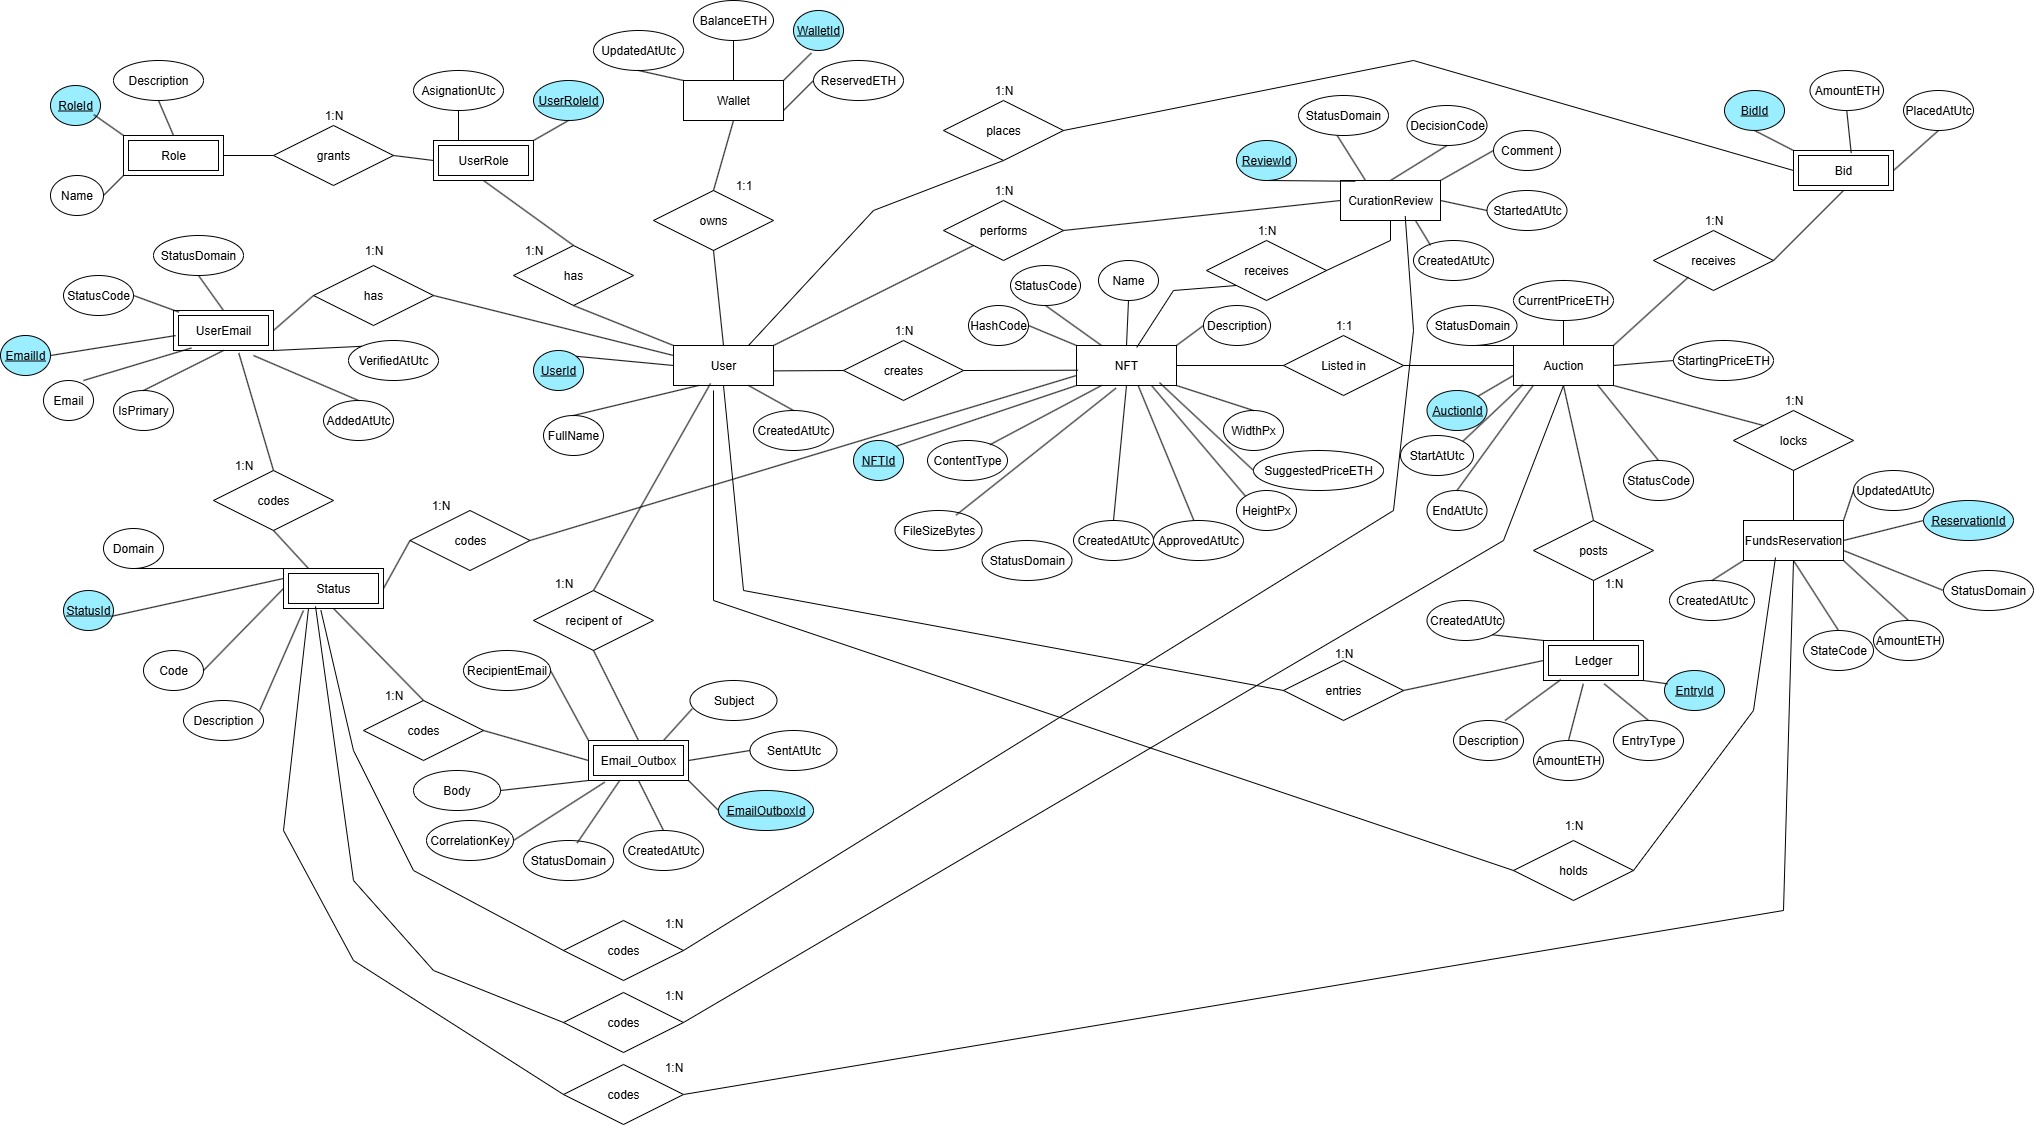 BalanceETH
WalletId
UpdatedAtUtc
Wallet
ReservedETH
Description
RoleId
1:N
AsignationUtc
UserRoleId
Role
grants
UserRole
Name
1:N
places
StatusDomain
DecisionCode
ReviewId
Comment
CurationReview
StartedAtUtc
CreatedAtUtc
AmountETH
BidId
PlacedAtUtc
Bid
1:1
owns
1:N
performs
1:N
receives
1:N
receives
StatusDomain
1:N
has
1:N
has
StatusCode
UserEmail
EmailId
VerifiedAtUtc
Email
IsPrimary
AddedAtUtc
StatusCode
Name
HashCode
Description
User
UserId
1:N
creates
NFT
1:1
Listed in
FullName
CreatedAtUtc
CurrentPriceETH
StatusDomain
Auction
StartingPriceETH
AuctionId
StartAtUtc
EndAtUtc
StatusCode
1:N
locks
WidthPx
NFTId
ContentType
SuggestedPriceETH
HeightPx
FileSizeBytes
CreatedAtUtc
ApprovedAtUtc
StatusDomain
1:N
codes
1:N
codes
UpdatedAtUtc
ReservationId
FundsReservation
CreatedAtUtc
StatusDomain
StateCode
AmountETH
posts
1:N
Domain
Status
StatusId
Code
Description
1:N
recipent of
CreatedAtUtc
Ledger
EntryId
Description
AmountETH
EntryType
1:N
entries
RecipientEmail
Subject
1:N
codes
Email_Outbox
SentAtUtc
Body
EmailOutboxId
CorrelationKey
StatusDomain
CreatedAtUtc
1:N
holds
1:N
codes
1:N
codes
1:N
codes